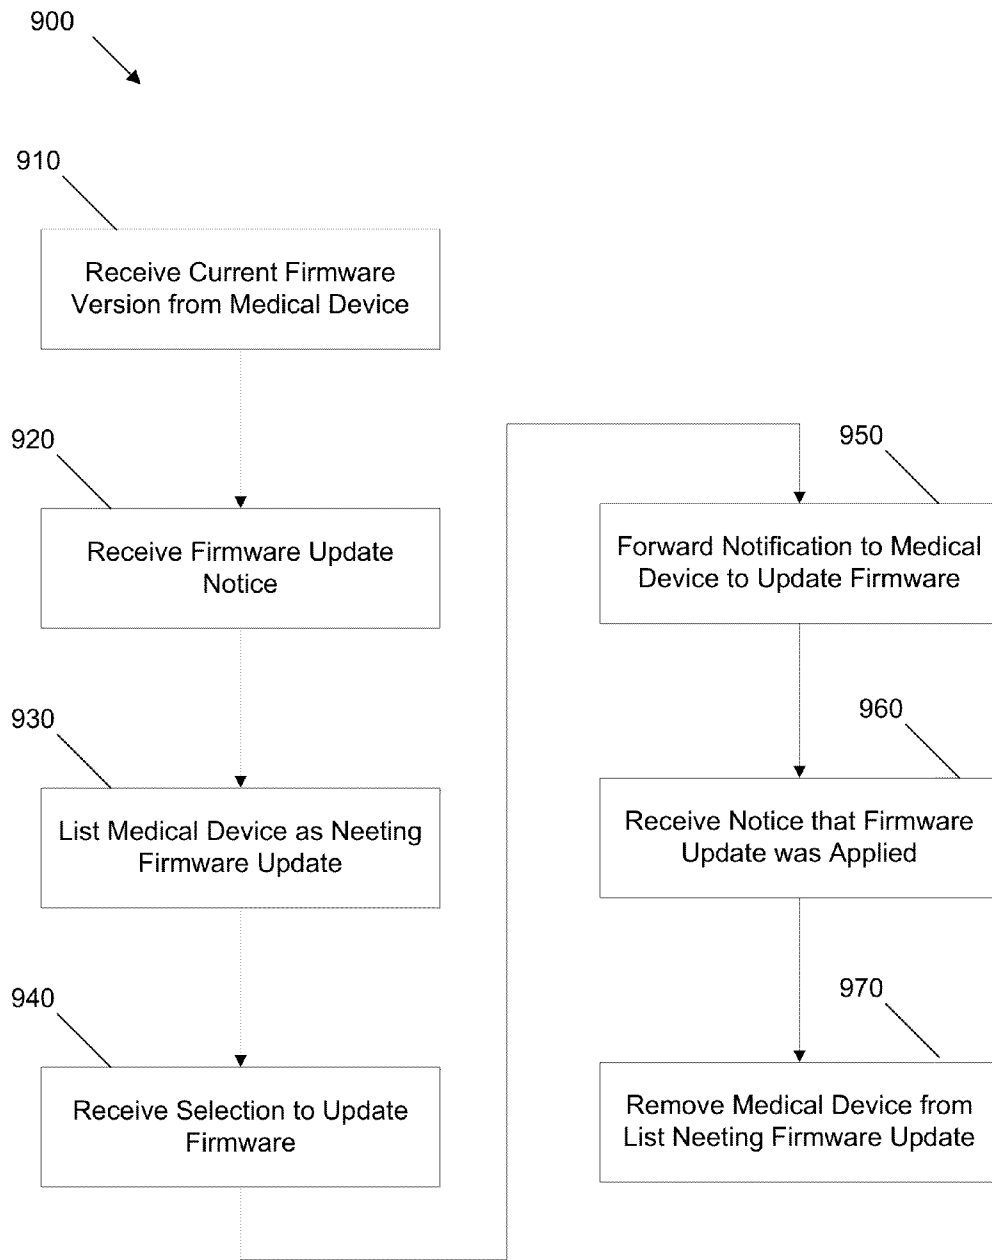 900
910
Receive Current Firmware
Version from Medical Device
920
Receive Firmware Update
Notice
930
List Medical Device as Neeting
Firmware Update
940
Receive Selection to Update
Firmware
950
Forward Notification to Medical
Device to Update Firmware
960
Receive Notice that Firmware
Update was Applied
970
Remove Medical Device from
List Neeting Firmware Update